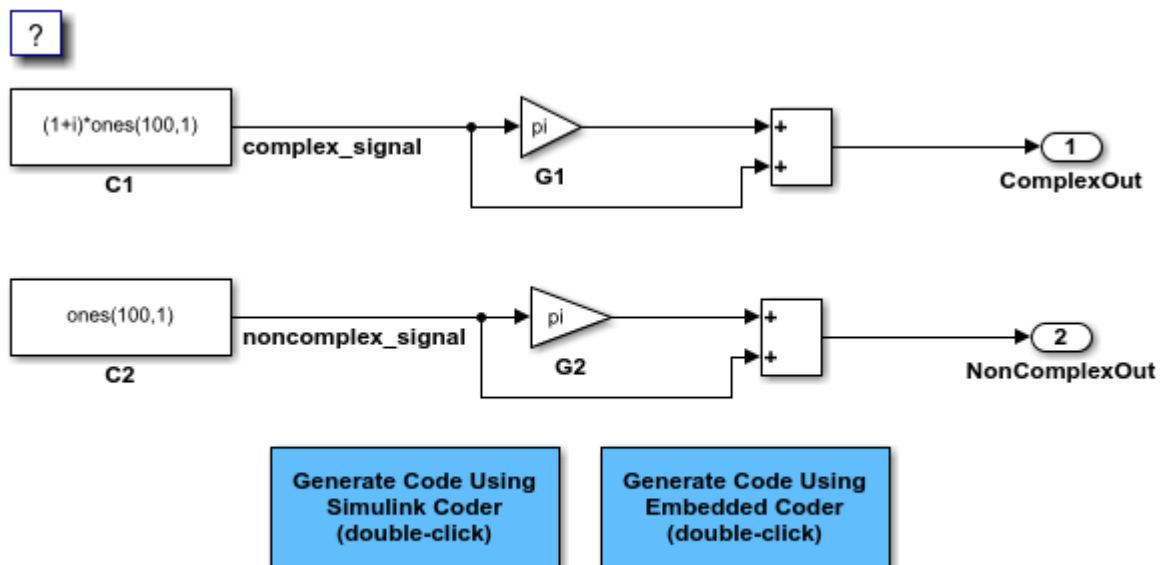 ?
(1+i)*ones(100,1)
complex_signal
C1
pi
G1
+
+
1
ComplexOut
ones(100,1)
noncomplex_signal
C2
pi
G2
+
+
2
NonComplexOut
Generate Code Using
Simulink Coder
(double-click)
Generate Code Using
Embedded Coder
(double-click)